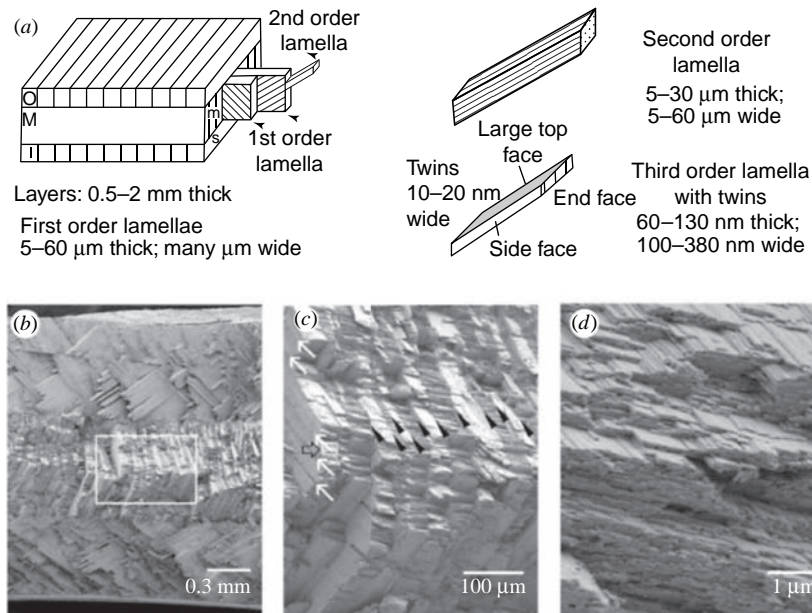 (a)
2nd order
lamella
O
M
I
m
s
1st order
lamella
Layers: 0.5–2 mm thick
First order lamellae
5–60 μm thick; many μm wide
Second order
lamella
5–30 μm thick;
5–60 μm wide
Large top
face
Twins
10–20 nm
wide
End face
Side face
Third order lamella
with twins
60–130 nm thick;
100–380 nm wide
(b)
0.3 mm
(c)
100 μm
(d)
1 μm